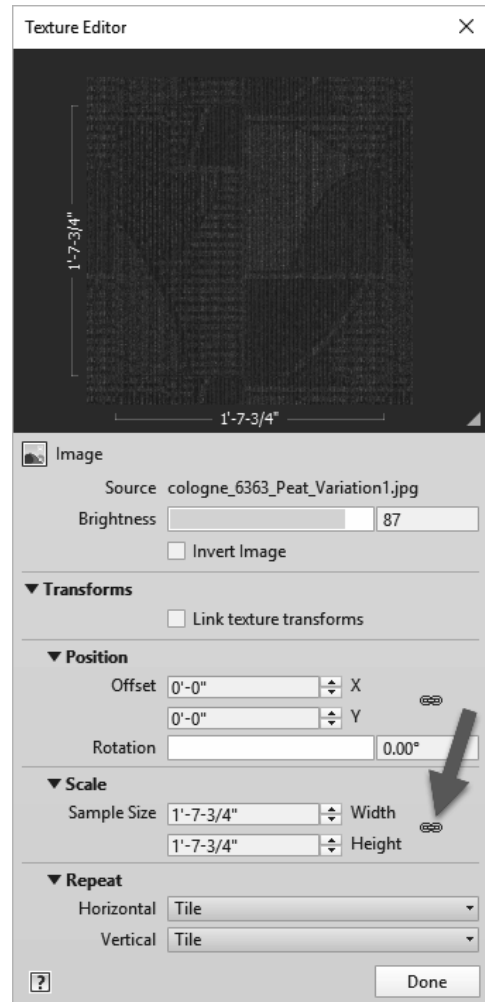 Texture Editor
1'-7-3/4"
1'-7-3/4"
Image
Source cologne_6363_Peat_Variation1.jpg
Brightness 87
Invert Image
Transforms
Link texture transforms
Position
Offset 0'-0" X
0'-0" Y
Rotation 0.00°
Scale
Sample Size 1'-7-3/4" Width
1'-7-3/4" Height
Repeat
Horizontal Tile
Vertical Tile
? Done